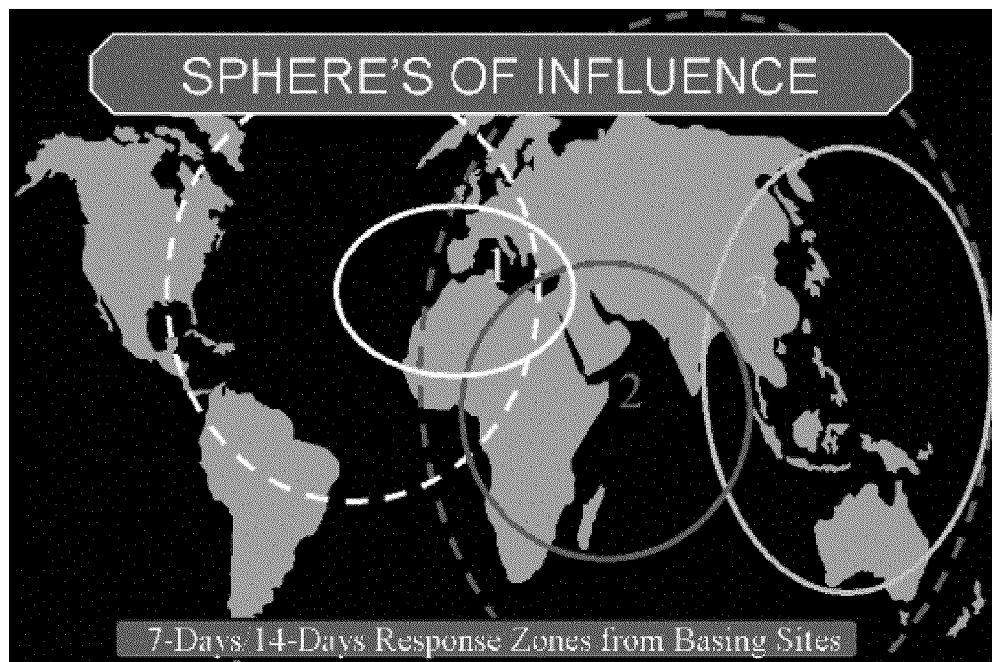 SPHERE'S OF INFLUENCE
1
3
2
7-Days/14-Days Response Zones from Basing Sites